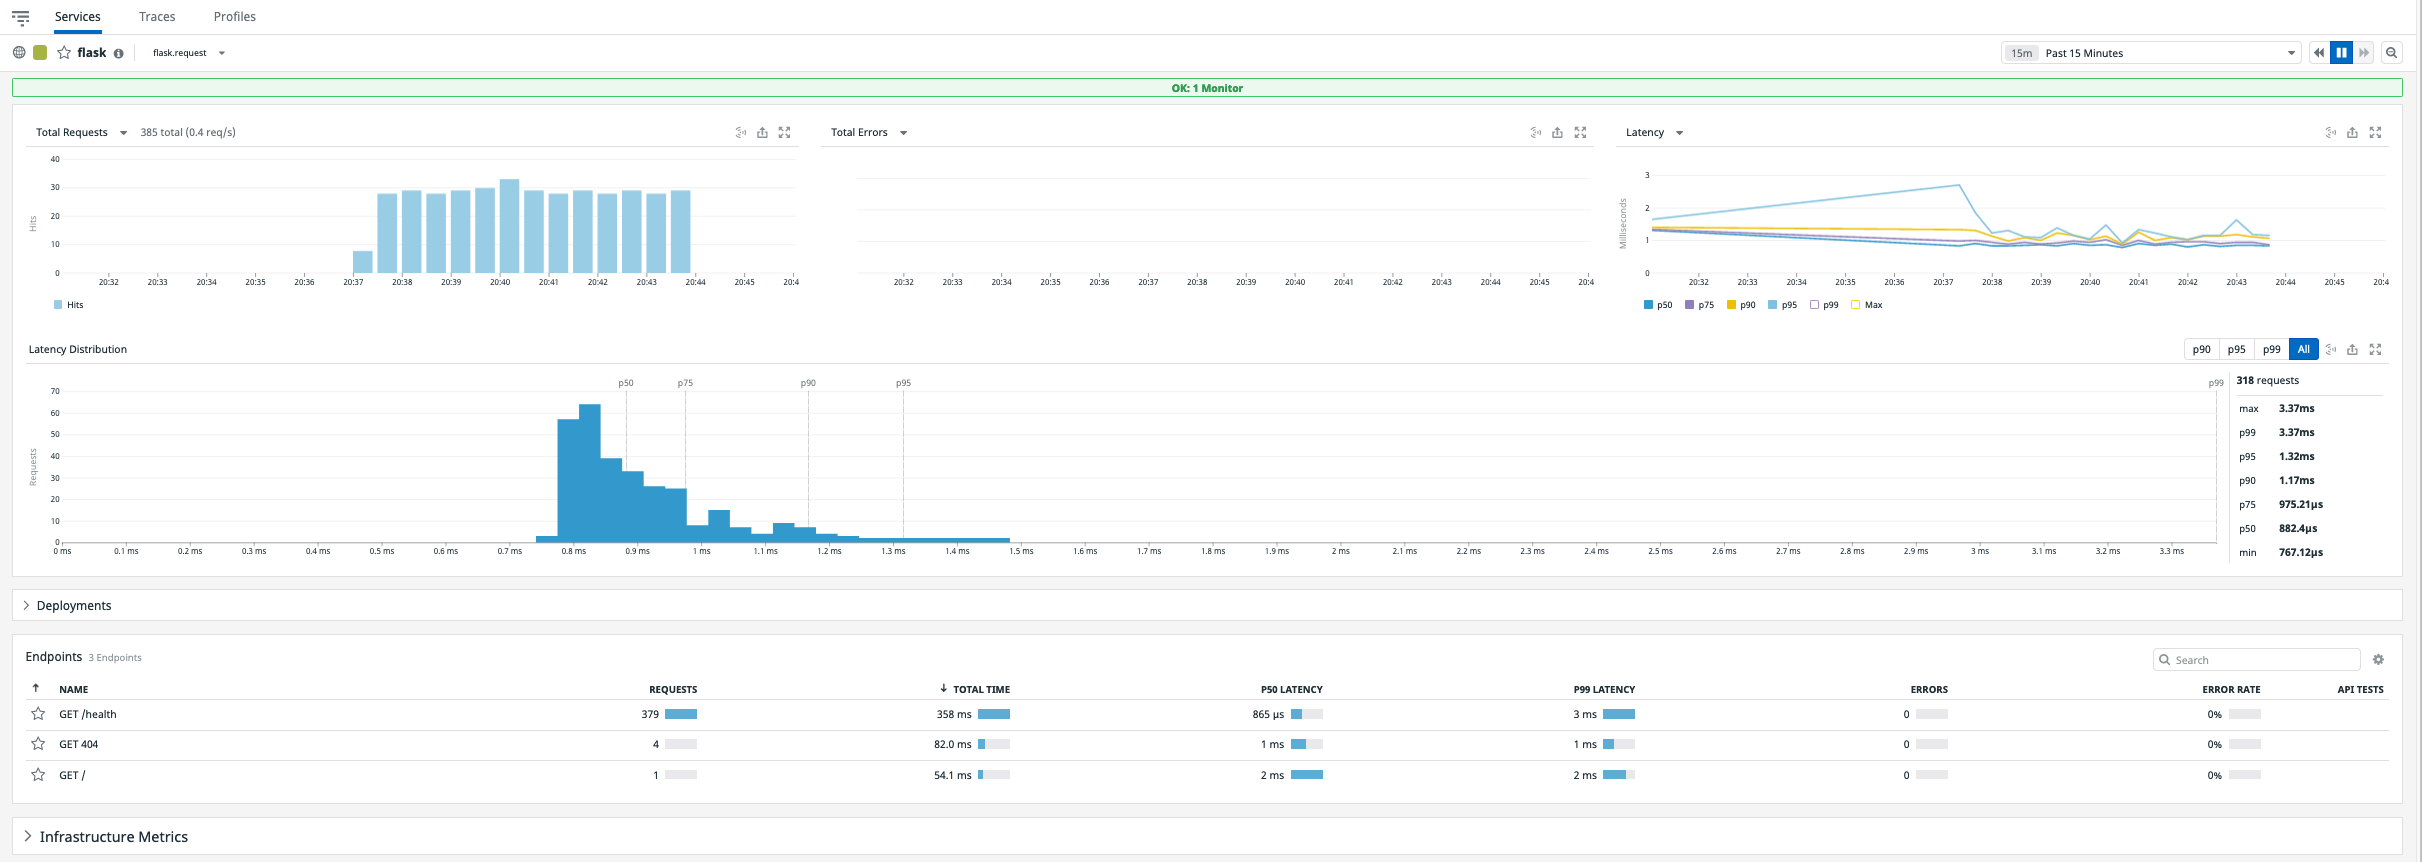 Services Traces Profiles
flask flask.request 15m Past 15 Minutes
OK: 1 Monitor
Total Requests 385 total (0.4 req/s)
40
30
20
10
0
Hits
20:32 20:33 20:34 20:35 20:36 20:37 20:38 20:39 20:40 20:41 20:42 20:43 20:44 20:45 20:4
Hits
Total Errors
20:32 20:33 20:34 20:35 20:36 20:37 20:38 20:39 20:40 20:41 20:42 20:43 20:44 20:45 20:4
Latency
3
2
1
0
Milliseconds
20:32 20:33 20:34 20:35 20:36 20:37 20:38 20:39 20:40 20:41 20:42 20:43 20:44 20:45 20:4
p50 p75 p90 p95 p99 Max
Latency Distribution p90 p95 p99 All
p50 p75 p90 p95 p99
70
60
50
40
30
20
10
0
Requests
0 ms 0.1 ms 0.2 ms 0.3 ms 0.4 ms 0.5 ms 0.6 ms 0.7 ms 0.8 ms 0.9 ms 1 ms 1.1 ms 1.2 ms 1.3 ms 1.4 ms 1.5 ms 1.6 ms 1.7 ms 1.8 ms 1.9 ms 2 ms 2.1 ms 2.2 ms 2.3 ms 2.4 ms 2.5 ms 2.6 ms 2.7 ms 2.8 ms 2.9 ms 3 ms 3.1 ms 3.2 ms 3.3 ms
318 requests
max 3.37ms
p99 3.37ms
p95 1.32ms
p90 1.17ms
p75 975.21µs
p50 882.4µs
min 767.12µs
Deployments
Endpoints 3 Endpoints Search
NAME REQUESTS TOTAL TIME P50 LATENCY P99 LATENCY ERRORS ERROR RATE API TESTS
GET /health 379 358 ms 865 µs 3 ms 0 0%
GET 404 4 82.0 ms 1 ms 1 ms 0 0%
GET / 1 54.1 ms 2 ms 2 ms 0 0%
Infrastructure Metrics